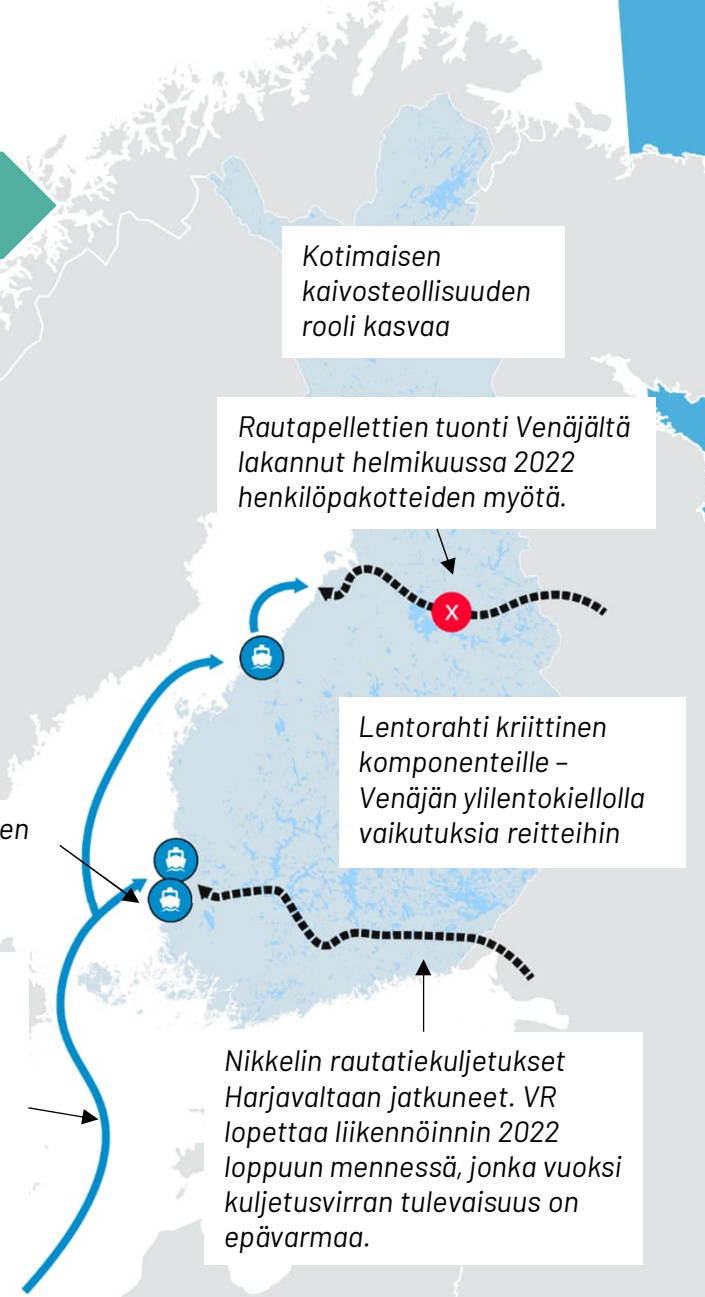 Kotimaisen
kaivosteollisuuden
rooli kasvaa
Rautapellettien tuonti Venäjältä
lakannut helmikuussa 2022
henkilöpakotteiden myötä.
X
Lentorahti kriittinen
komponenteille –
Venäjän ylilentokiellolla
vaikutuksia reitteihin
en
Nikkelin rautatiekuljetukset
Harjavaltaan jatkuneet. VR
lopettaa liikennöinnin 2022
loppuun mennessä, jonka vuoksi
kuljetusvirran tulevaisuus on
epävarmaa.